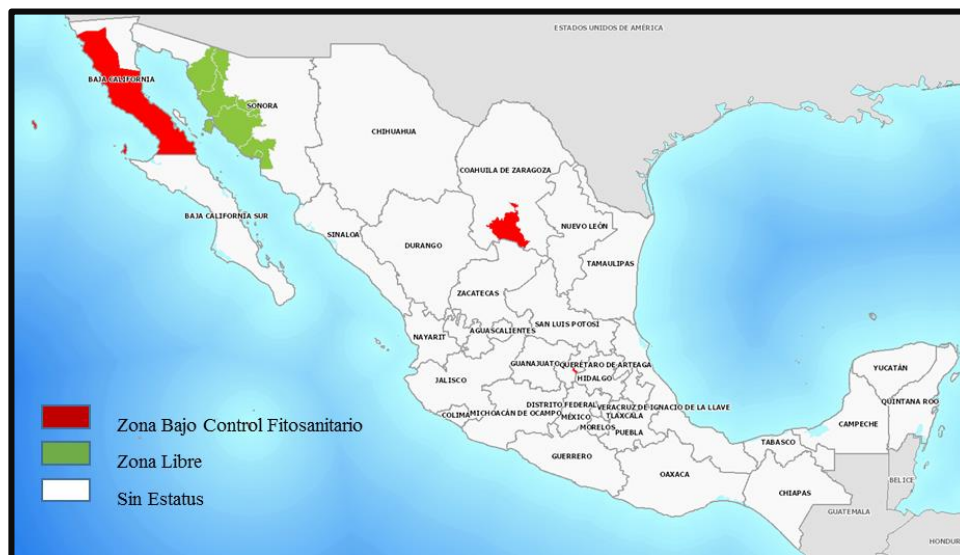 ESTADOS UNIDOS DE AMÉRICA
BAJA CALIFORNIA
SONORA
CHIHUAHUA
COAHUILA DE ZARAGOZA
BAJA CALIFORNIA SUR
SINALOA
DURANGO
NUEVO LEÓN
TAMAULIPAS
ZACATECAS
NAYARIT
AGUASCALIENTES
SAN LUIS POTOSÍ
GUANAJUATO
QUERÉTARO DE ARTEAGA
HIDALGO
JALISCO
COLIMA
MICHOACÁN DE OCAMPO
DISTRITO FEDERAL
MÉXICO
MORELOS
VERACRUZ DE IGNACIO DE LA LLAVE
TLAXCALA
PUEBLA
GUERRERO
OAXACA
TABASCO
CHIAPAS
YUCATÁN
QUINTANA ROO
CAMPECHE
BELICE
GUATEMALA
HONDUR
Zona Bajo Control Fitosanitario
Zona Libre
Sin Estatus